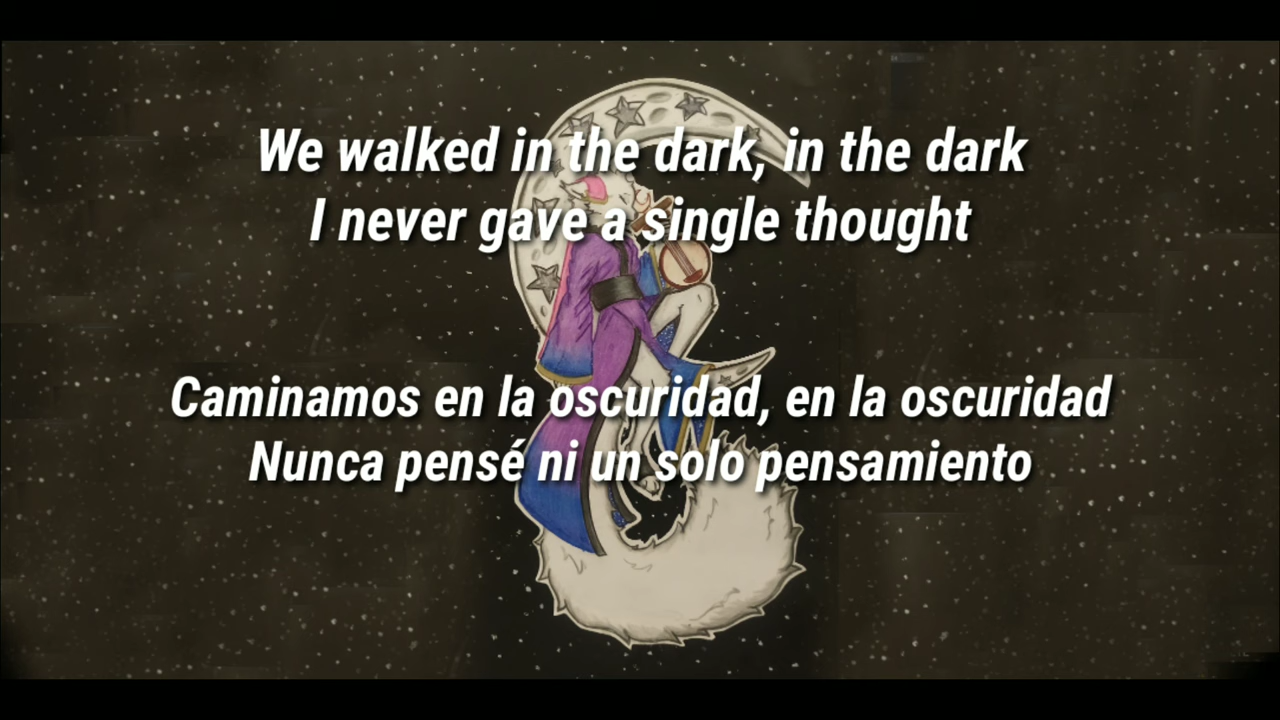 We walked in the dark, in the dark
I never gave a single thought
Caminamos en la oscuridad, en la oscuridad
Nunca pensé ni un solo pensamiento